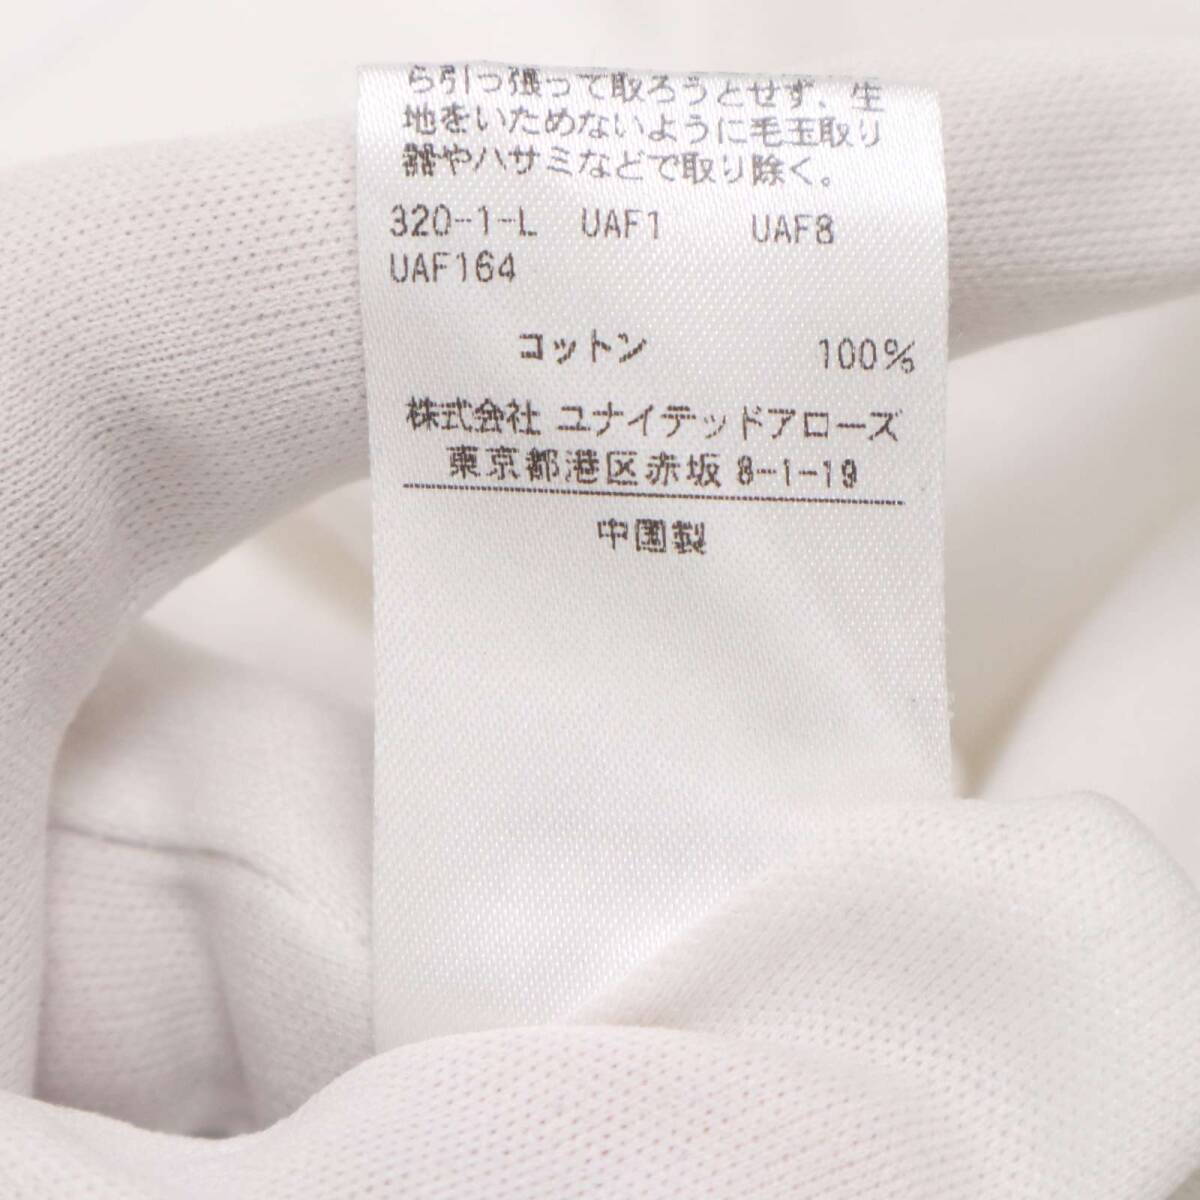 ら引っ張って取ろうとせず、生
地をいためないように毛玉取り
器やハサミなどで取り除く。
320-1-L UAF1 UAF8
UAF164
コットン 100%
株式会社 ユナイテッドアローズ
東京都港区赤坂 8-1-19
中国製